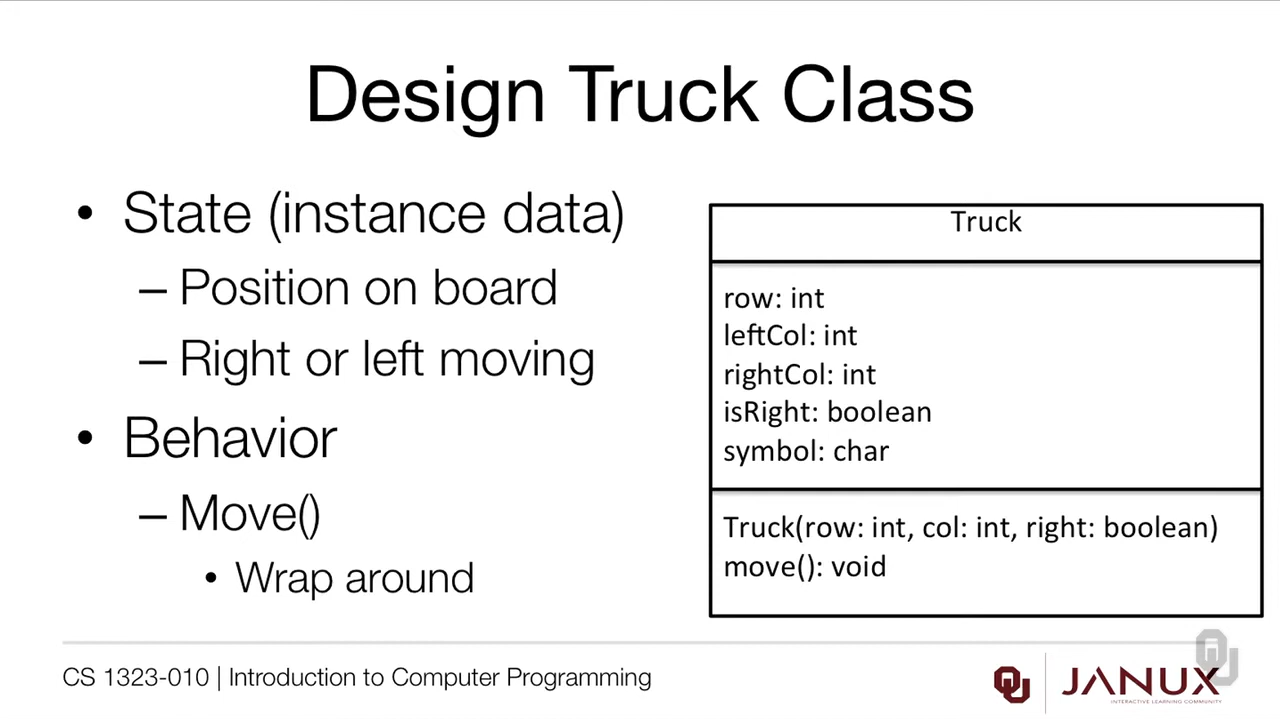 Design Truck Class
• State (instance data)
– Position on board
– Right or left moving
• Behavior
– Move()
• Wrap around
Truck
row: int
leftCol: int
rightCol: int
isRight: boolean
symbol: char
Truck(row: int, col: int, right: boolean)
move(): void
CS 1323-010 | Introduction to Computer Programming
JANUX
INTERACTIVE LEARNING COMMUNITY